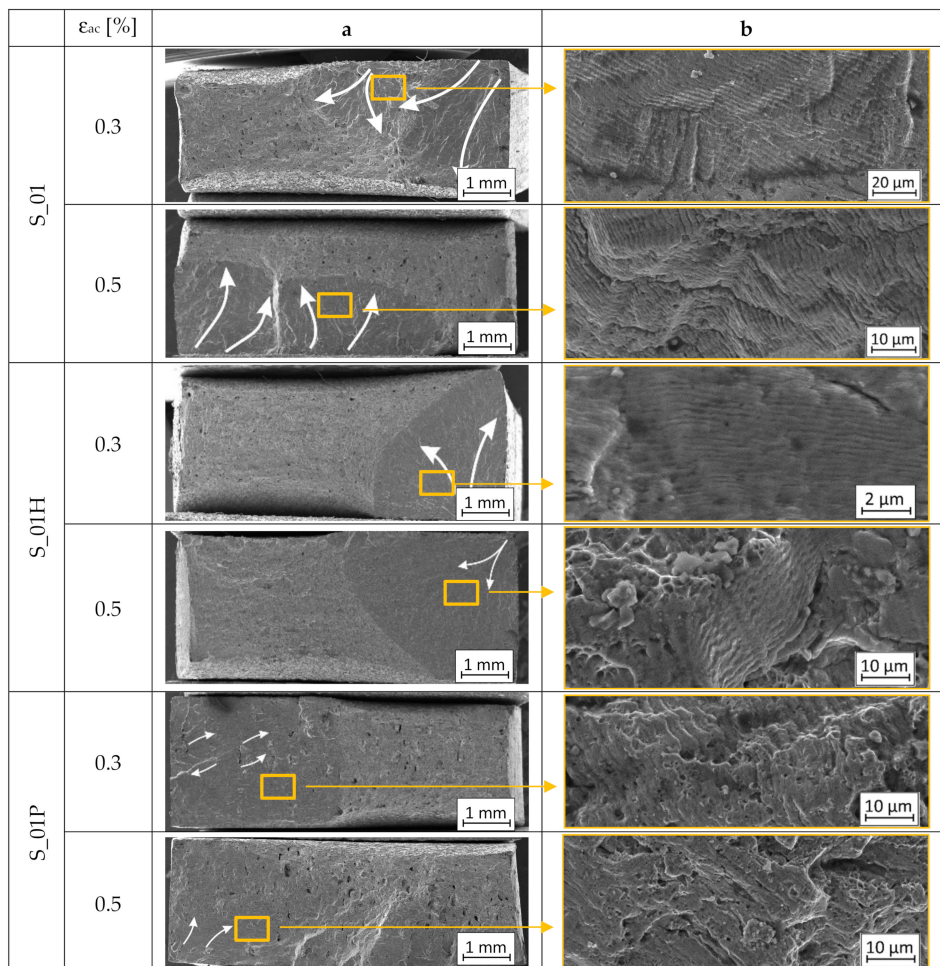 εac [%] a b
S_01
0.3 1 mm 20 µm
0.5 1 mm 10 µm
S_01H
0.3 1 mm 2 µm
0.5 1 mm 10 µm
S_01P
0.3 1 mm 10 µm
0.5 1 mm 10 µm